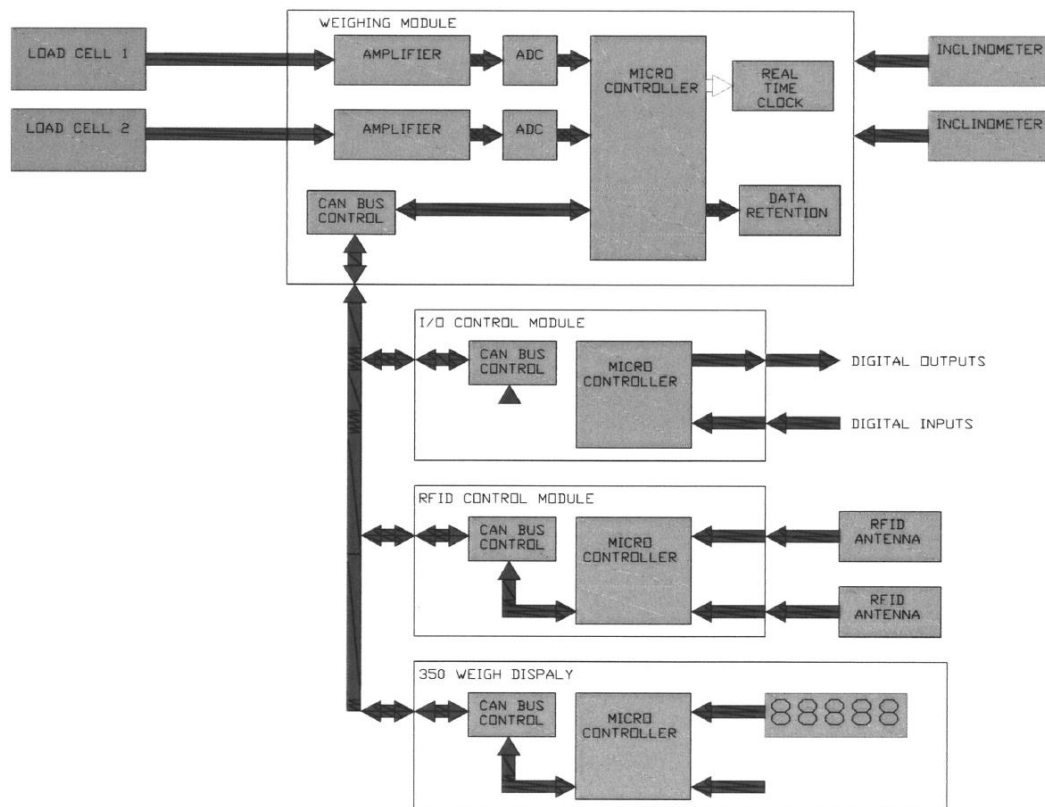 WEIGHING MODULE
LOAD CELL 1
AMPLIFIER
ADC
MICRO
CONTROLLER
REAL
TIME
CLOCK
INCLINOMETER
LOAD CELL 2
AMPLIFIER
ADC
INCLINOMETER
CAN BUS
CONTROL
DATA
RETENTION
I/O CONTROL MODULE
CAN BUS
CONTROL
MICRO
CONTROLLER
DIGITAL OUTPUTS
DIGITAL INPUTS
RFID CONTROL MODULE
CAN BUS
CONTROL
MICRO
CONTROLLER
RFID
ANTENNA
RFID
ANTENNA
350 WEIGH DISPALY
CAN BUS
CONTROL
MICRO
CONTROLLER
88888